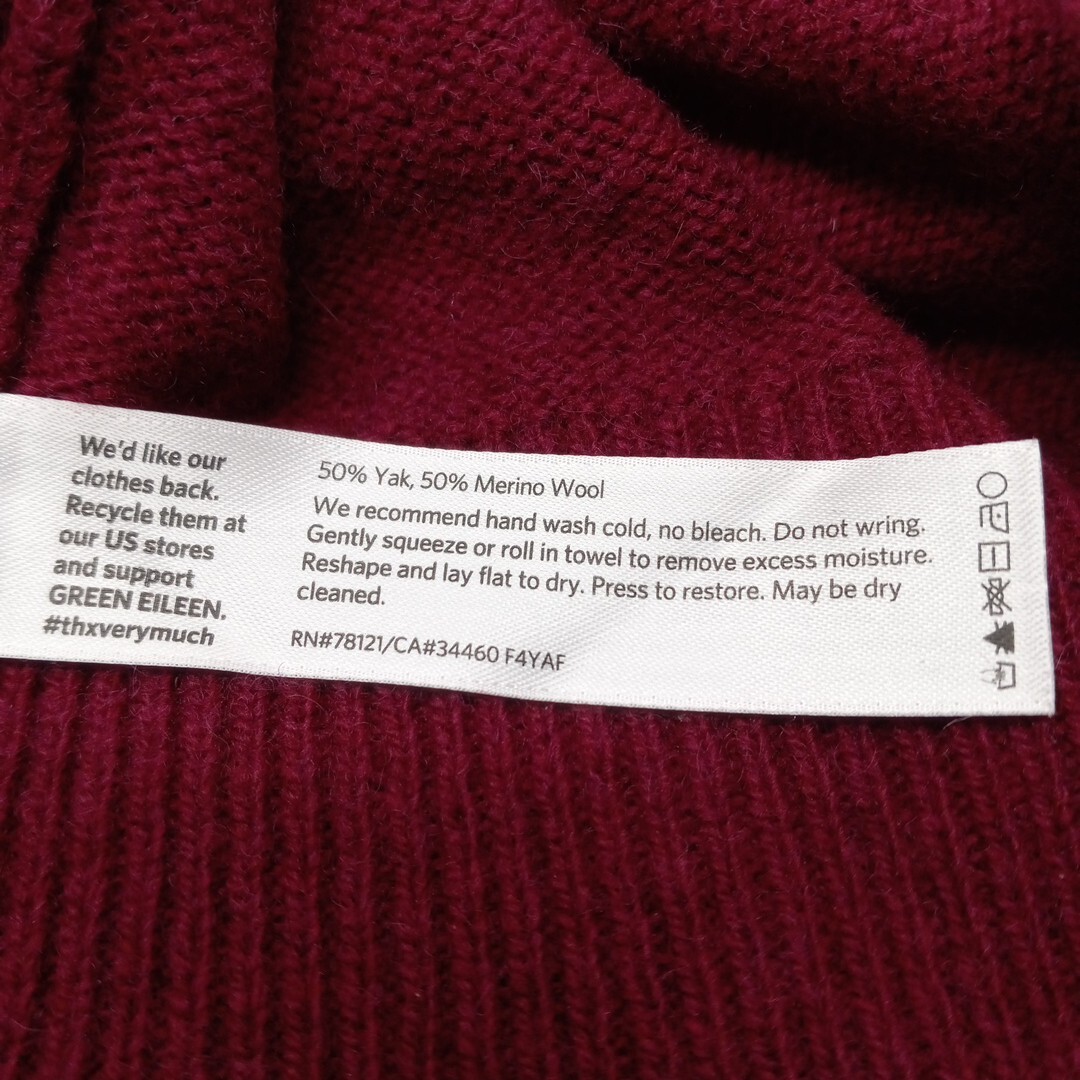 We'd like our
clothes back.
Recycle them at
our US stores
and support
GREEN EILEEN.
#thxverymuch
50% Yak, 50% Merino Wool
We recommend hand wash cold, no bleach. Do not wring.
Gently squeeze or roll in towel to remove excess moisture.
Reshape and lay flat to dry. Press to restore. May be dry
cleaned.
RN#78121/CA#34460 F4YAF